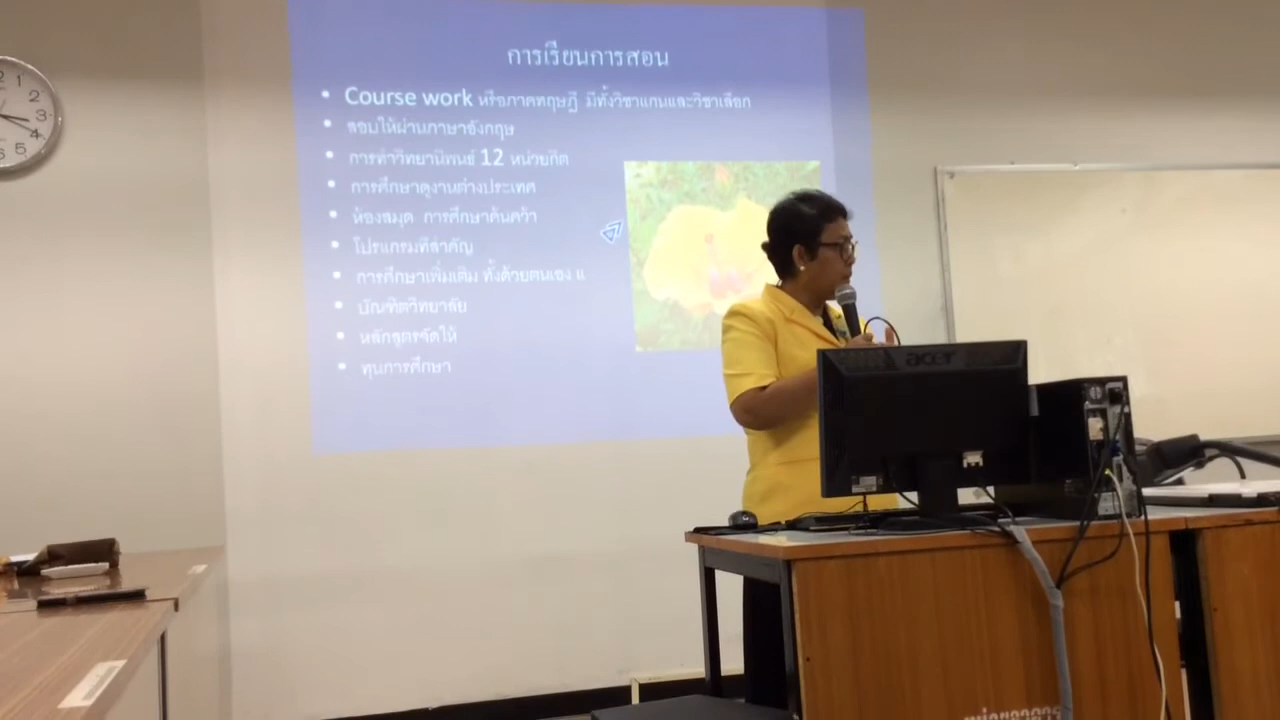 การเรียนการสอน
Course work หรือภาคทฤษฎี มีทั้งวิชาแกนและวิชาเลือก
สอบให้ผ่านภาษาอังกฤษ
การทำวิทยานิพนธ์ 12 หน่วยกิต
การศึกษาดูงานต่างประเทศ
ห้องสมุด การศึกษาค้นคว้า
โปรแกรมที่สำคัญ
การศึกษาเพิ่มเติม ทั้งด้วยตนเอง แ
บัณฑิตวิทยาลัย
หลักสูตรจัดให้
ทุนการศึกษา
1
2
3
4
5
6
acer